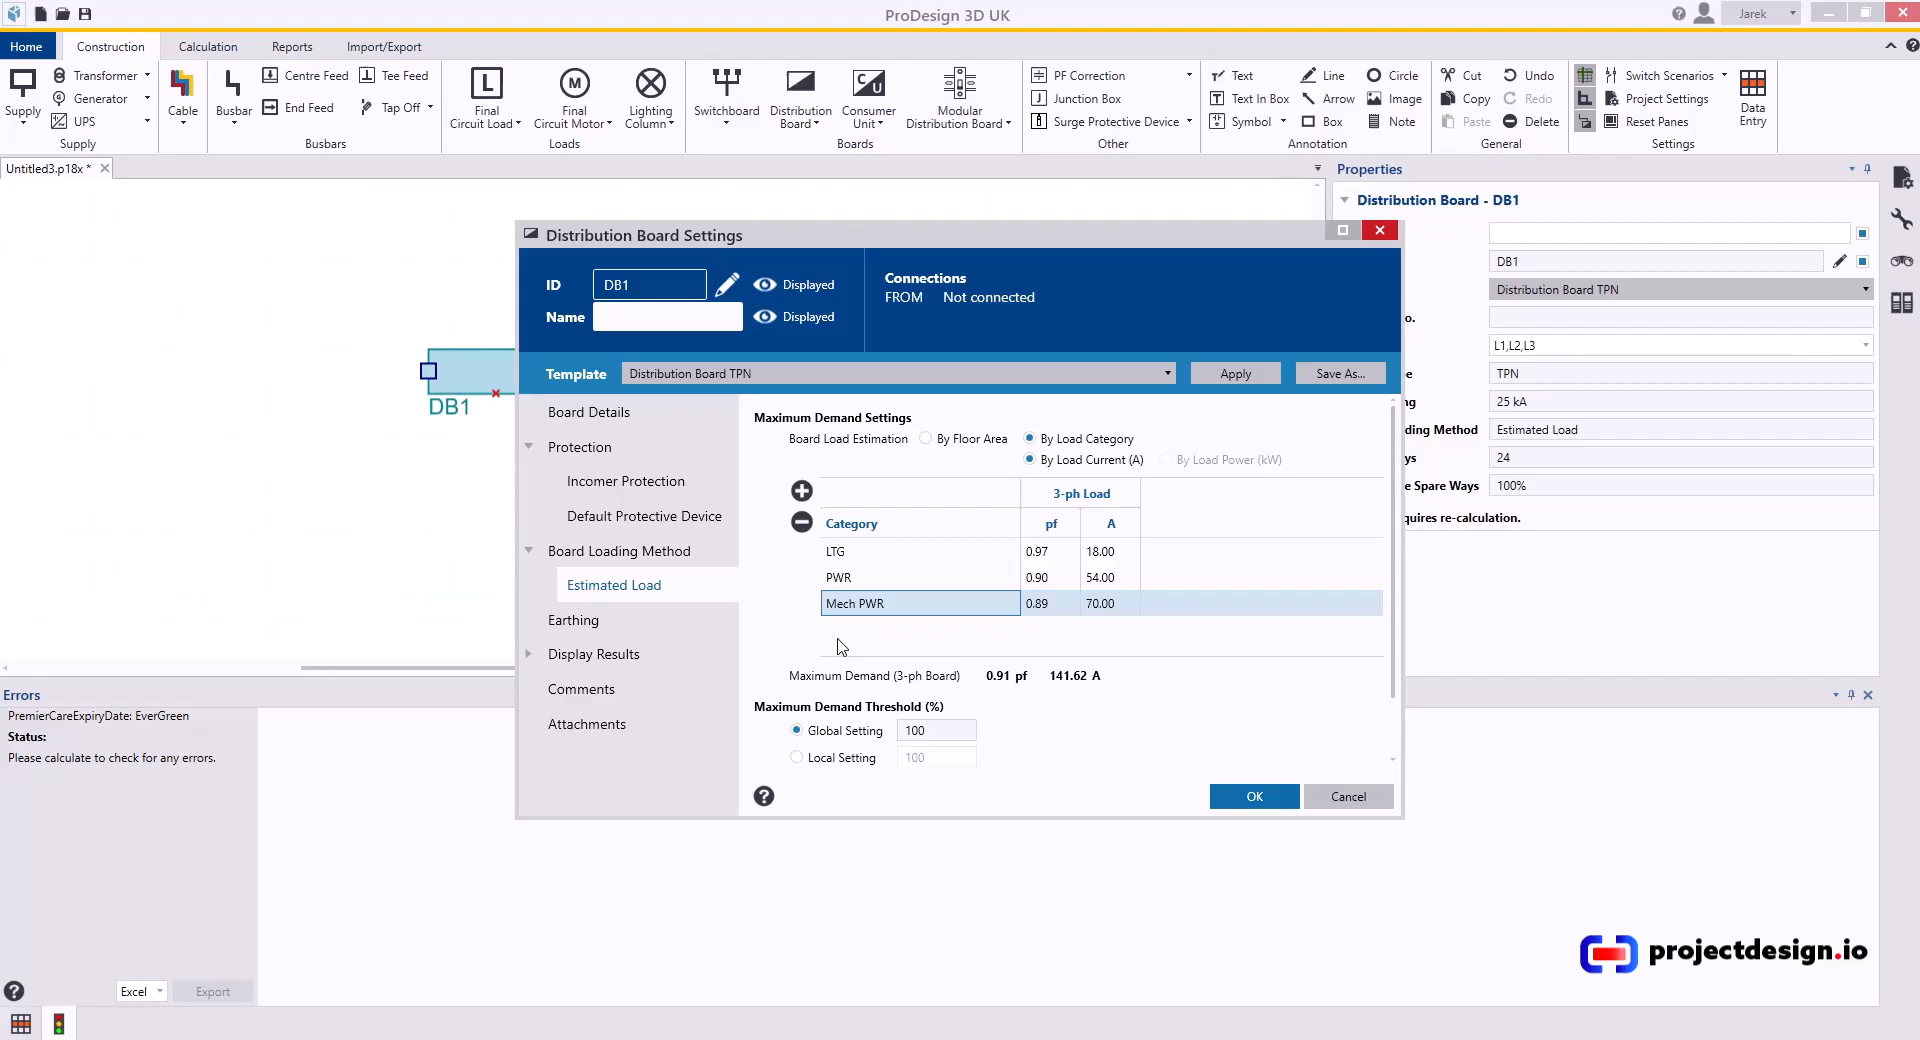 ProDesign 3D UK
Jarek
Home
Construction
Calculation
Reports
Import/Export
Supply
Transformer
Generator
UPS
Supply
Cable
Busbar
Centre Feed
Tee Feed
End Feed
Tap Off
Busbars
Final
Circuit Load
Final
Circuit Motor
Lighting
Column
Loads
Switchboard
Distribution
Board
Consumer
Unit
Modular
Distribution Board
Boards
PF Correction
Junction Box
Surge Protective Device
Other
Text
Text In Box
Symbol
Line
Arrow
Box
Circle
Image
Note
Annotation
Cut
Copy
Paste
Undo
Redo
Delete
General
Switch Scenarios
Project Settings
Reset Panes
Settings
Data
Entry
Untitled3.p18x *
DB1
Distribution Board Settings
ID DB1 Displayed
Name Displayed
Connections
FROM Not connected
Template Distribution Board TPN Apply Save As...
Board Details
Protection
Incomer Protection
Default Protective Device
Board Loading Method
Estimated Load
Earthing
Display Results
Comments
Attachments
Maximum Demand Settings
Board Load Estimation By Floor Area By Load Category
By Load Current (A) By Load Power (kW)
3-ph Load
Category pf A
LTG 0.97 18.00
PWR 0.90 54.00
Mech PWR 0.89 70.00
Maximum Demand (3-ph Board) 0.91 pf 141.62 A
Maximum Demand Threshold (%)
Global Setting 100
Local Setting 100
OK Cancel
Properties
Distribution Board - DB1
DB1
Distribution Board TPN
o.
L1,L2,L3
e TPN
ng 25 kA
ding Method Estimated Load
ys 24
e Spare Ways 100%
quires re-calculation.
Errors
PremierCareExpiryDate: EverGreen
Status:
Please calculate to check for any errors.
Excel Export
projectdesign.io